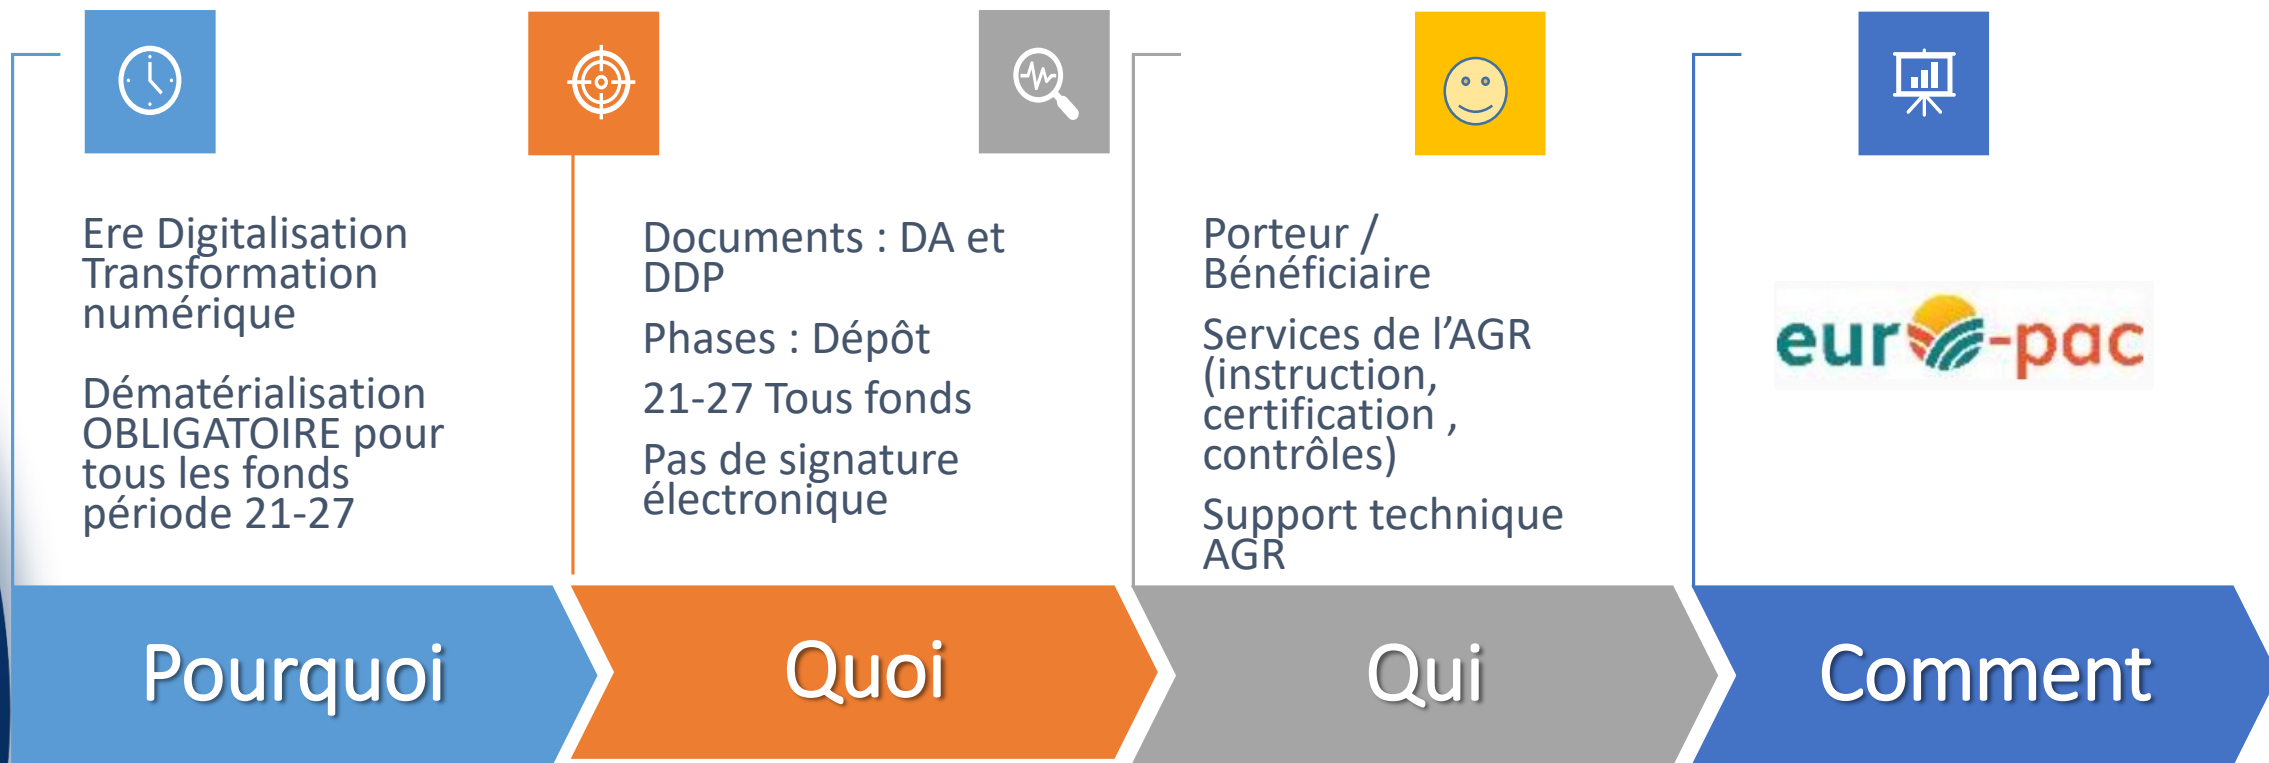 Ere Digitalisation
Transformation
numérique
Dématérialisation
OBLIGATOIRE pour
tous les fonds
période 21-27
Documents : DA et
DDP
Phases : Dépôt
21-27 Tous fonds
Pas de signature
électronique
Porteur /
Bénéficiaire
Services de l’AGR
(instruction,
certification ,
contrôles)
Support technique
AGR
euro-pac
Pourquoi
Quoi
Qui
Comment